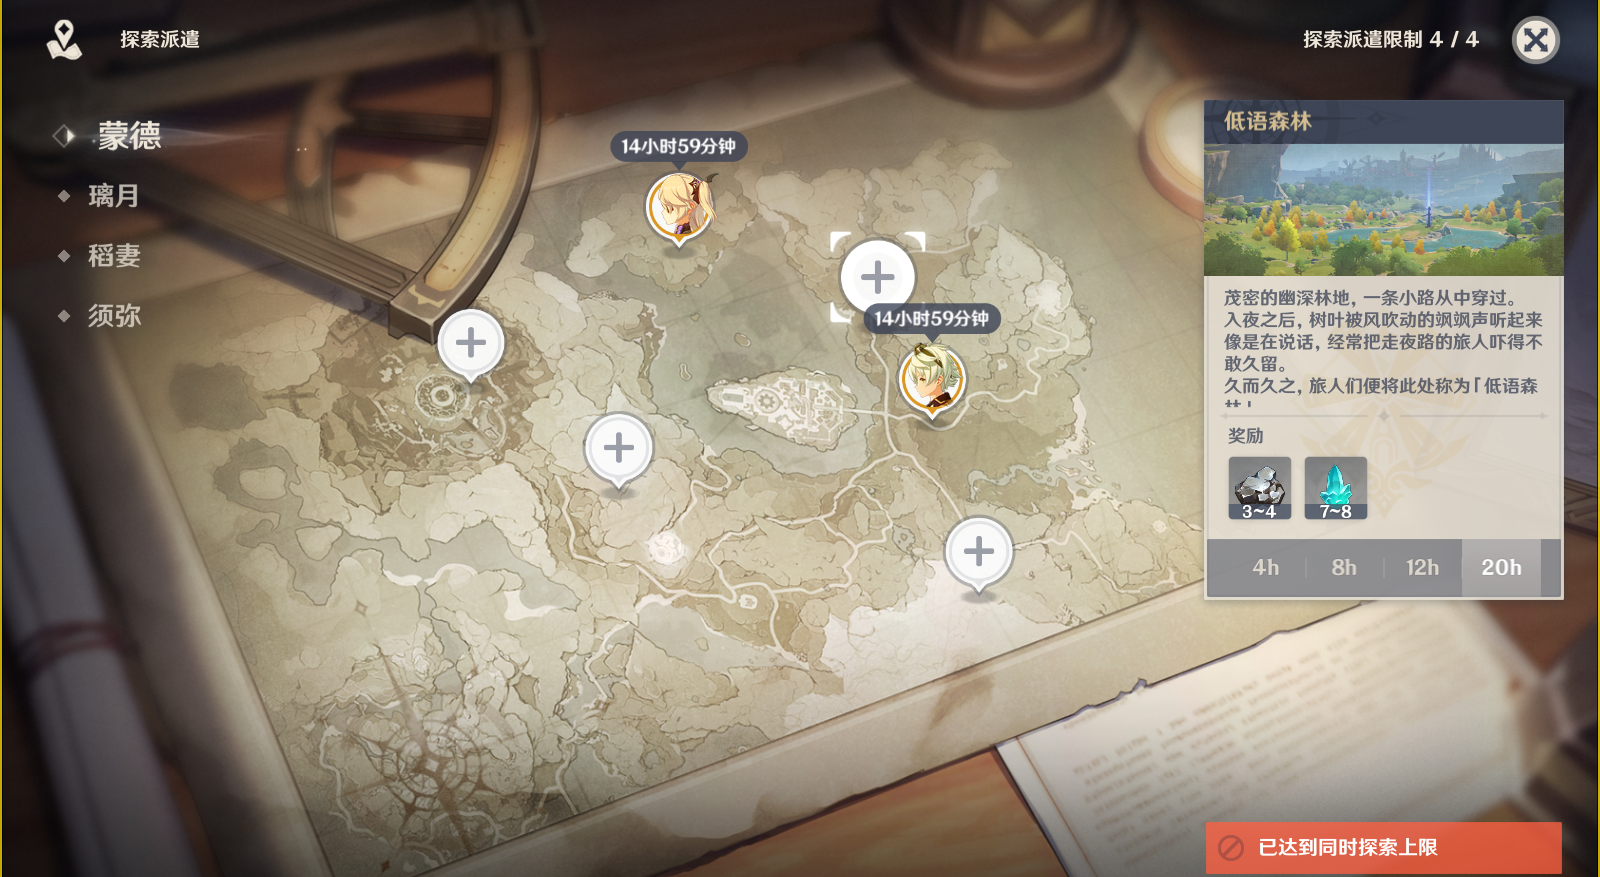 探索派遣
探索派遣限制 4 / 4
蒙德
璃月
稻妻
须弥
14小时59分钟
14小时59分钟
低语森林
茂密的幽深林地，一条小路从中穿过。
入夜之后，树叶被风吹动的飒飒声听起来
像是在说话，经常把走夜路的旅人吓得不
敢久留。
久而久之，旅人们便将此处称为「低语森
奖励
3~4
7~8
4h
8h
12h
20h
已达到同时探索上限